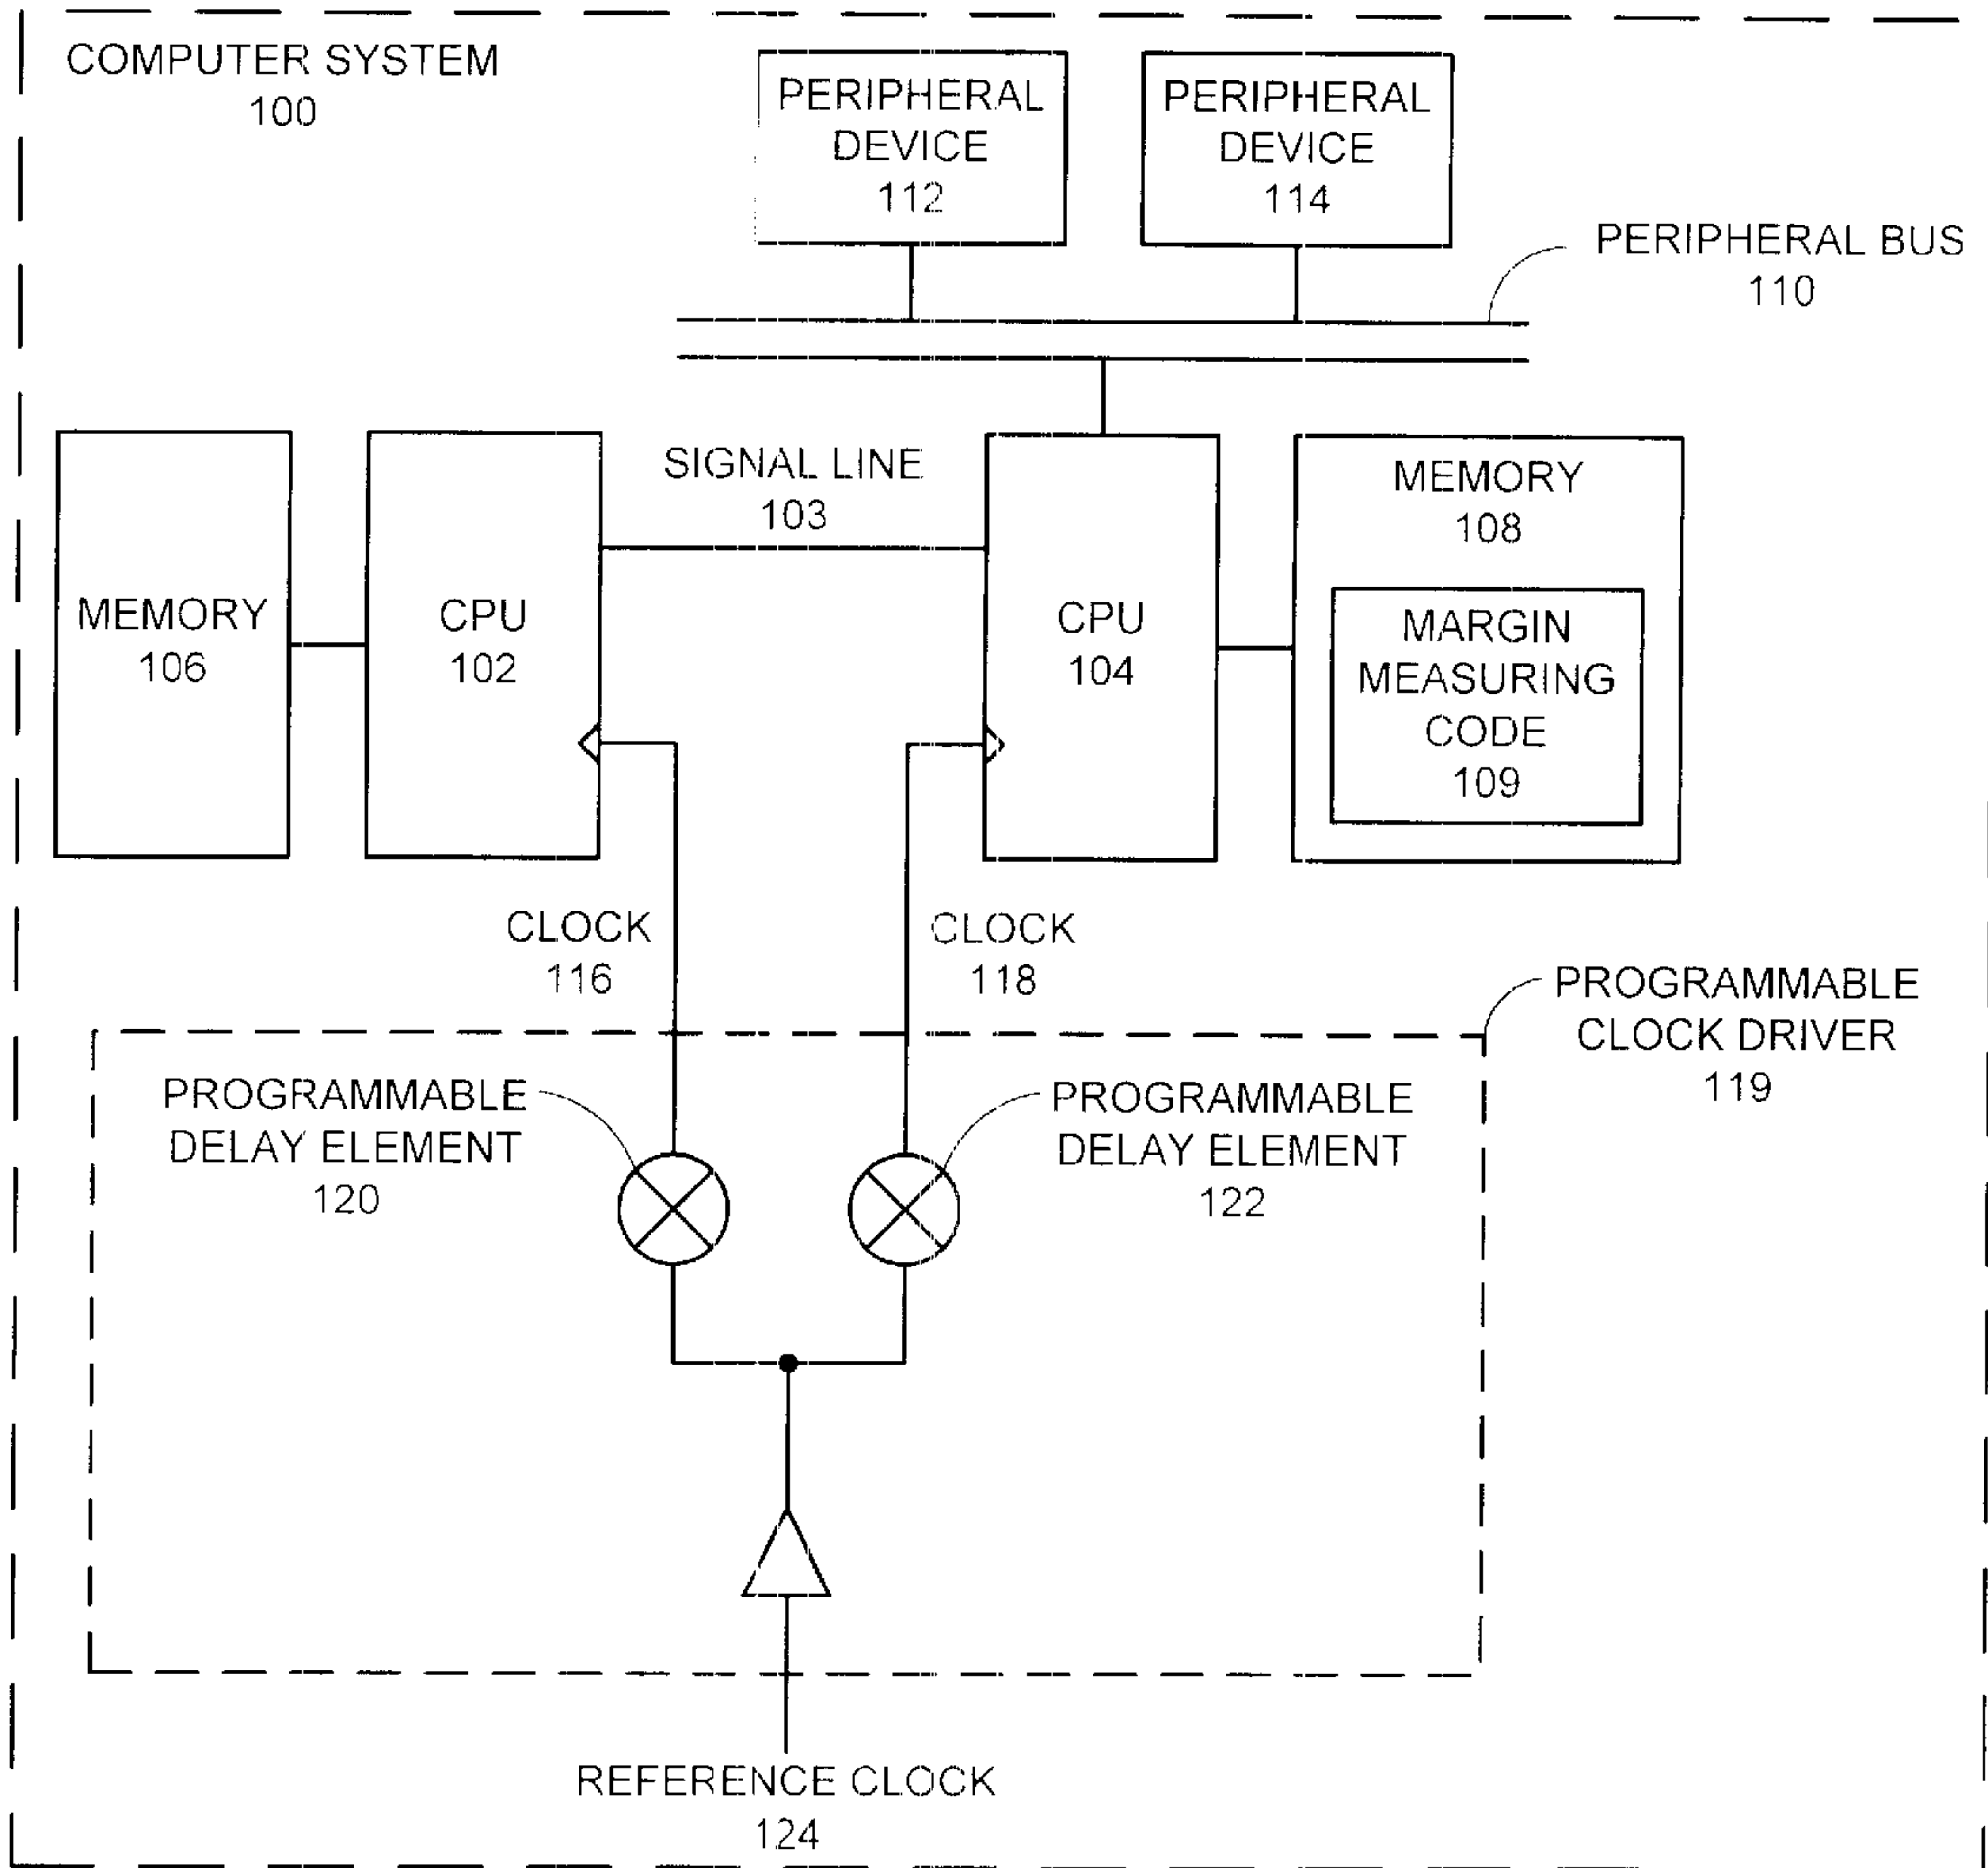 COMPUTER SYSTEM
100
PERIPHERAL
DEVICE
112
PERIPHERAL
DEVICE
114
PERIPHERAL BUS
110
MEMORY
106
CPU
102
SIGNAL LINE
103
CPU
104
MEMORY
108
MARGIN
MEASURING
CODE
109
CLOCK
116
CLOCK
118
PROGRAMMABLE
CLOCK DRIVER
119
PROGRAMMABLE
DELAY ELEMENT
120
PROGRAMMABLE
DELAY ELEMENT
122
REFERENCE CLOCK
124